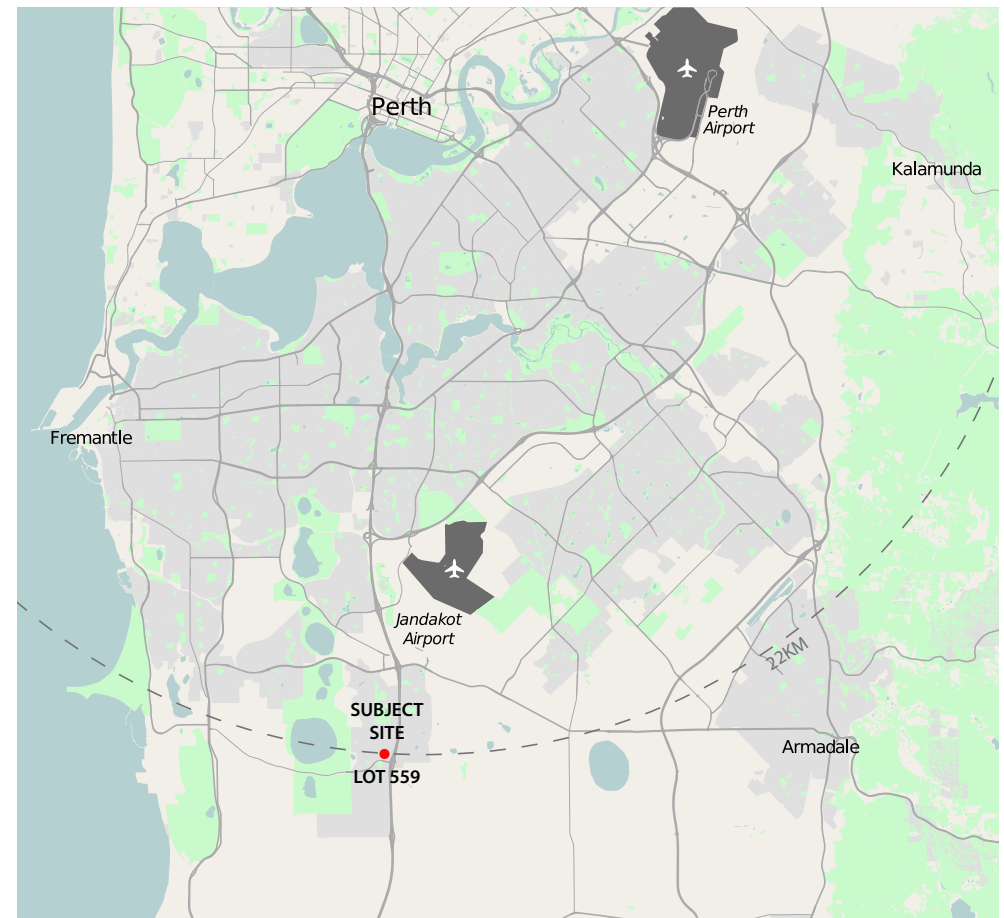 Perth
Perth
Airport
Kalamunda
Fremantle
Jandakot
Airport
22KM
SUBJECT
SITE
LOT 559
Armadale